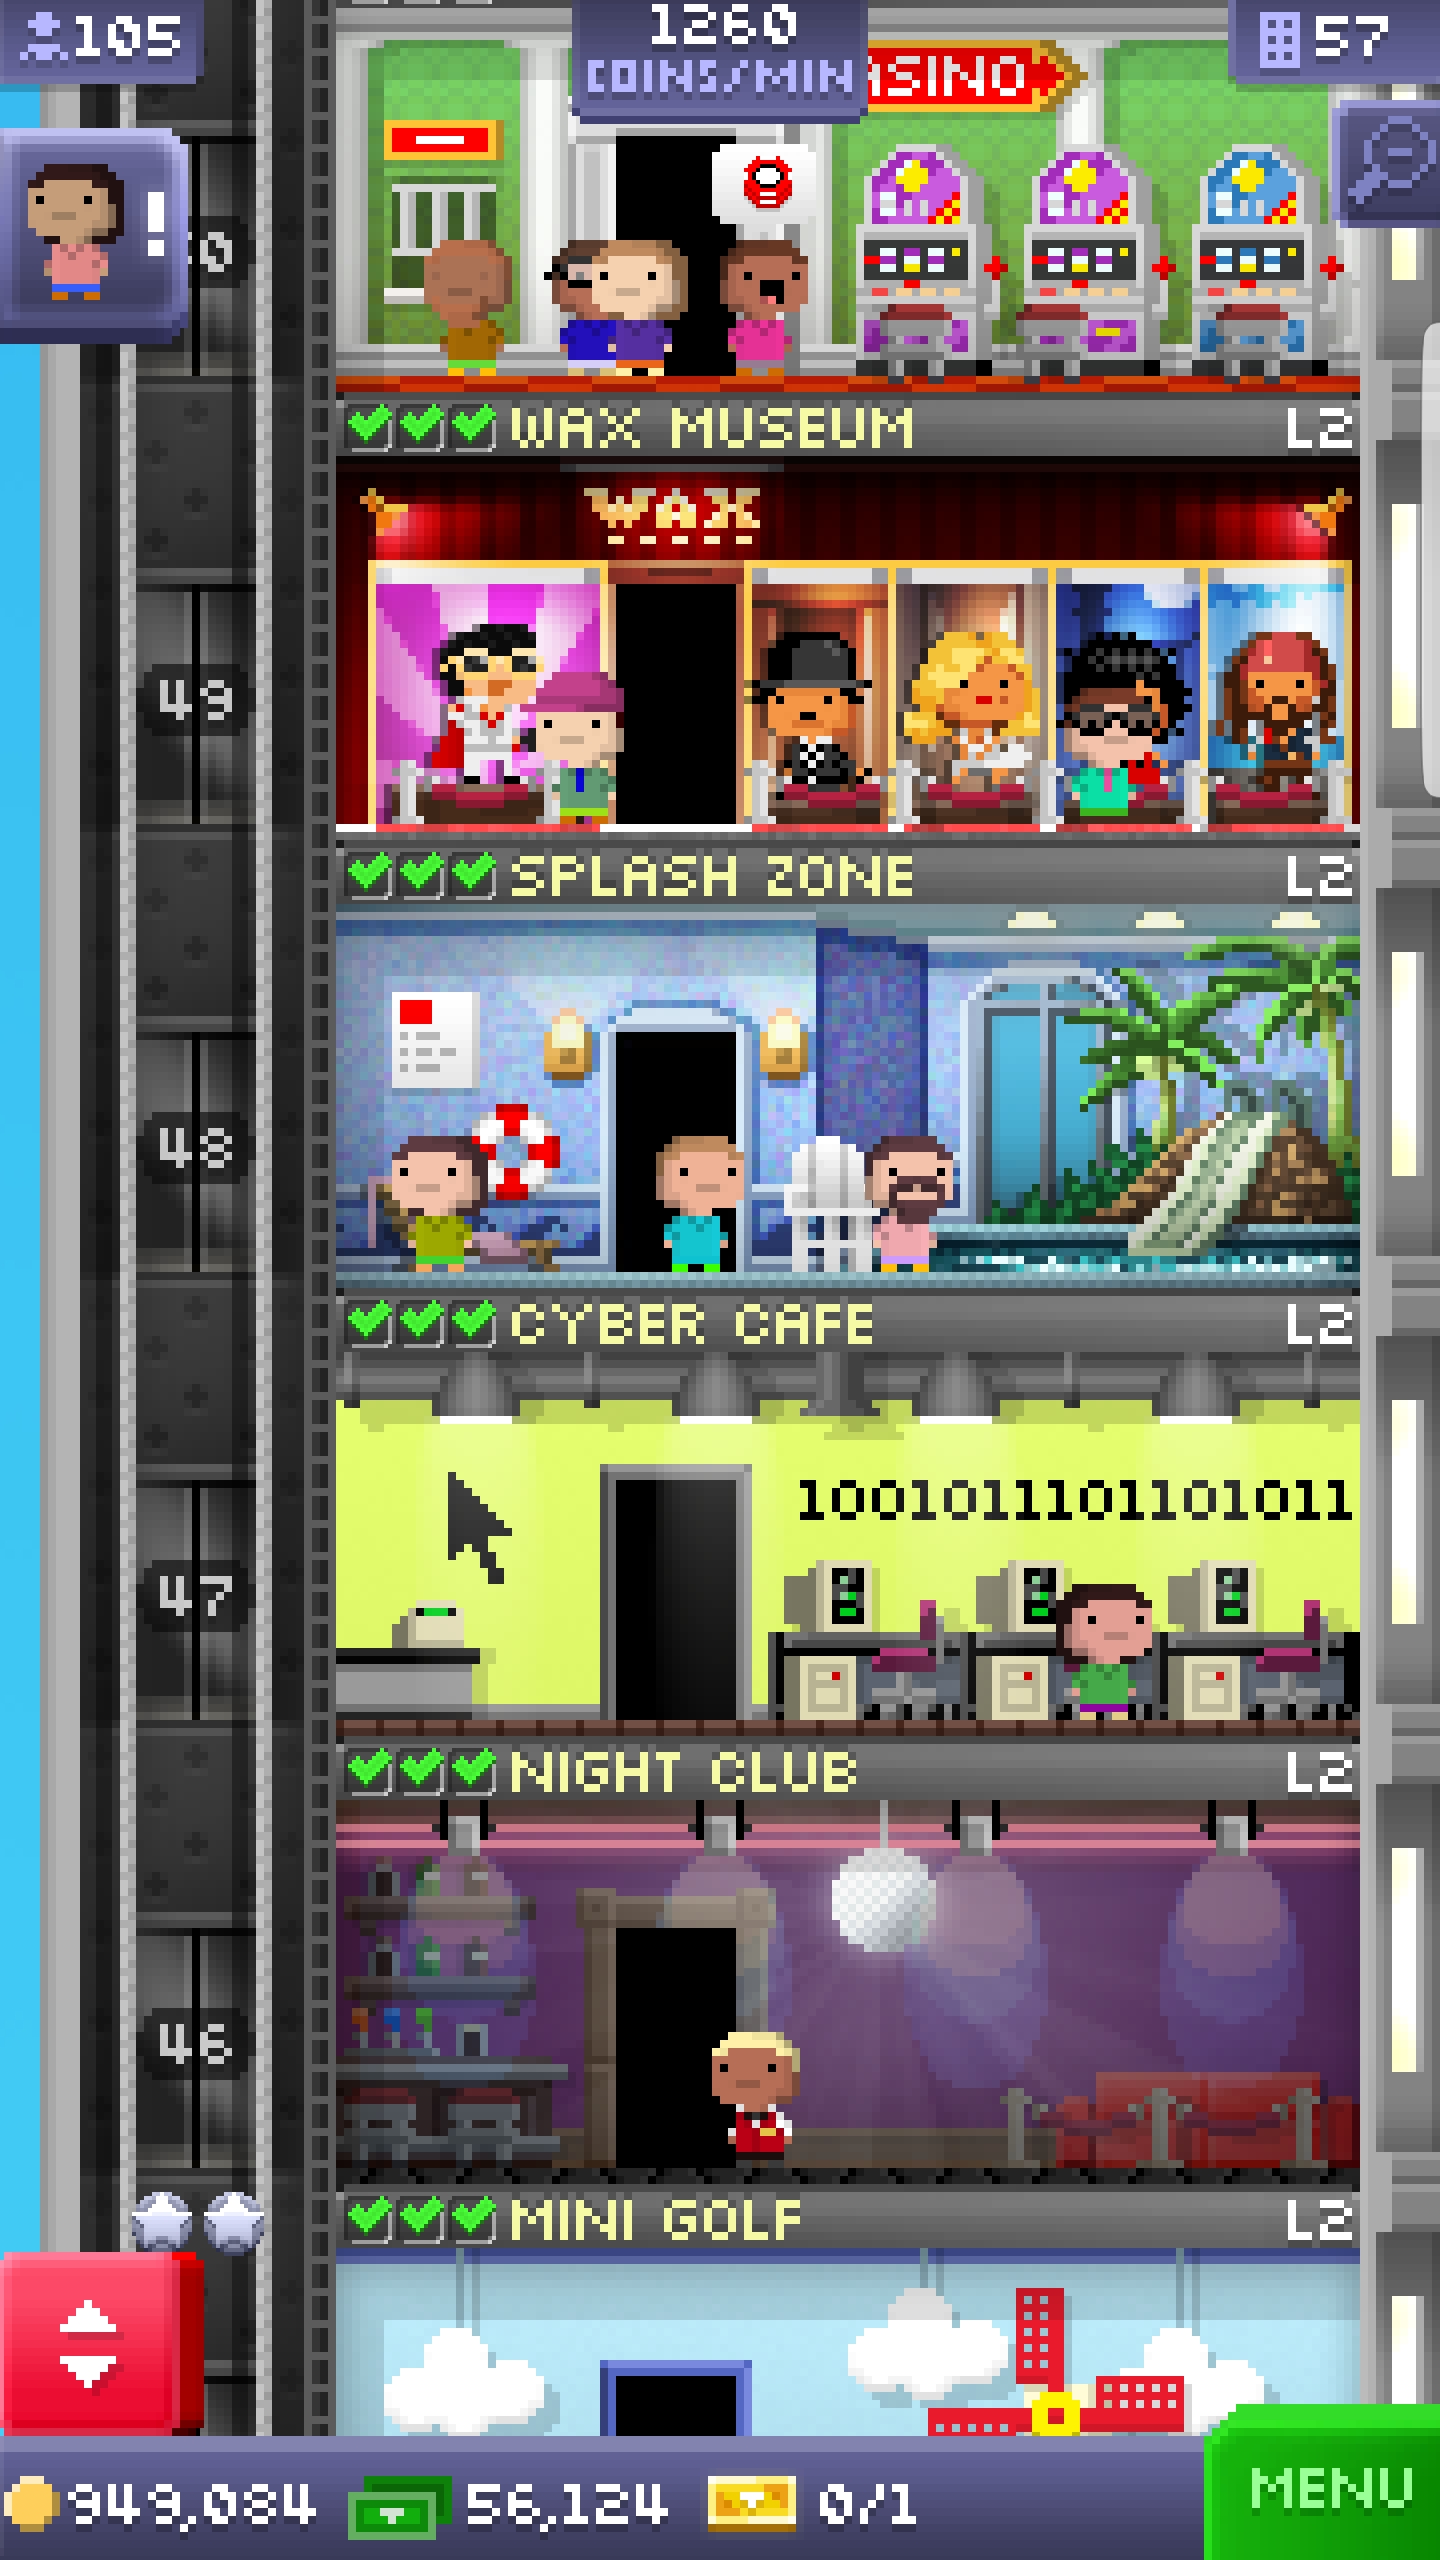 105
1260
COINS/MIN
57
ASINO
!
0
WAX MUSEUM L2
WAX
49
SPLASH ZONE L2
48
CYBER CAFE L2
1001011101101011
47
NIGHT CLUB L2
46
MINI GOLF L2
949,084 56,124 0/1 MENU